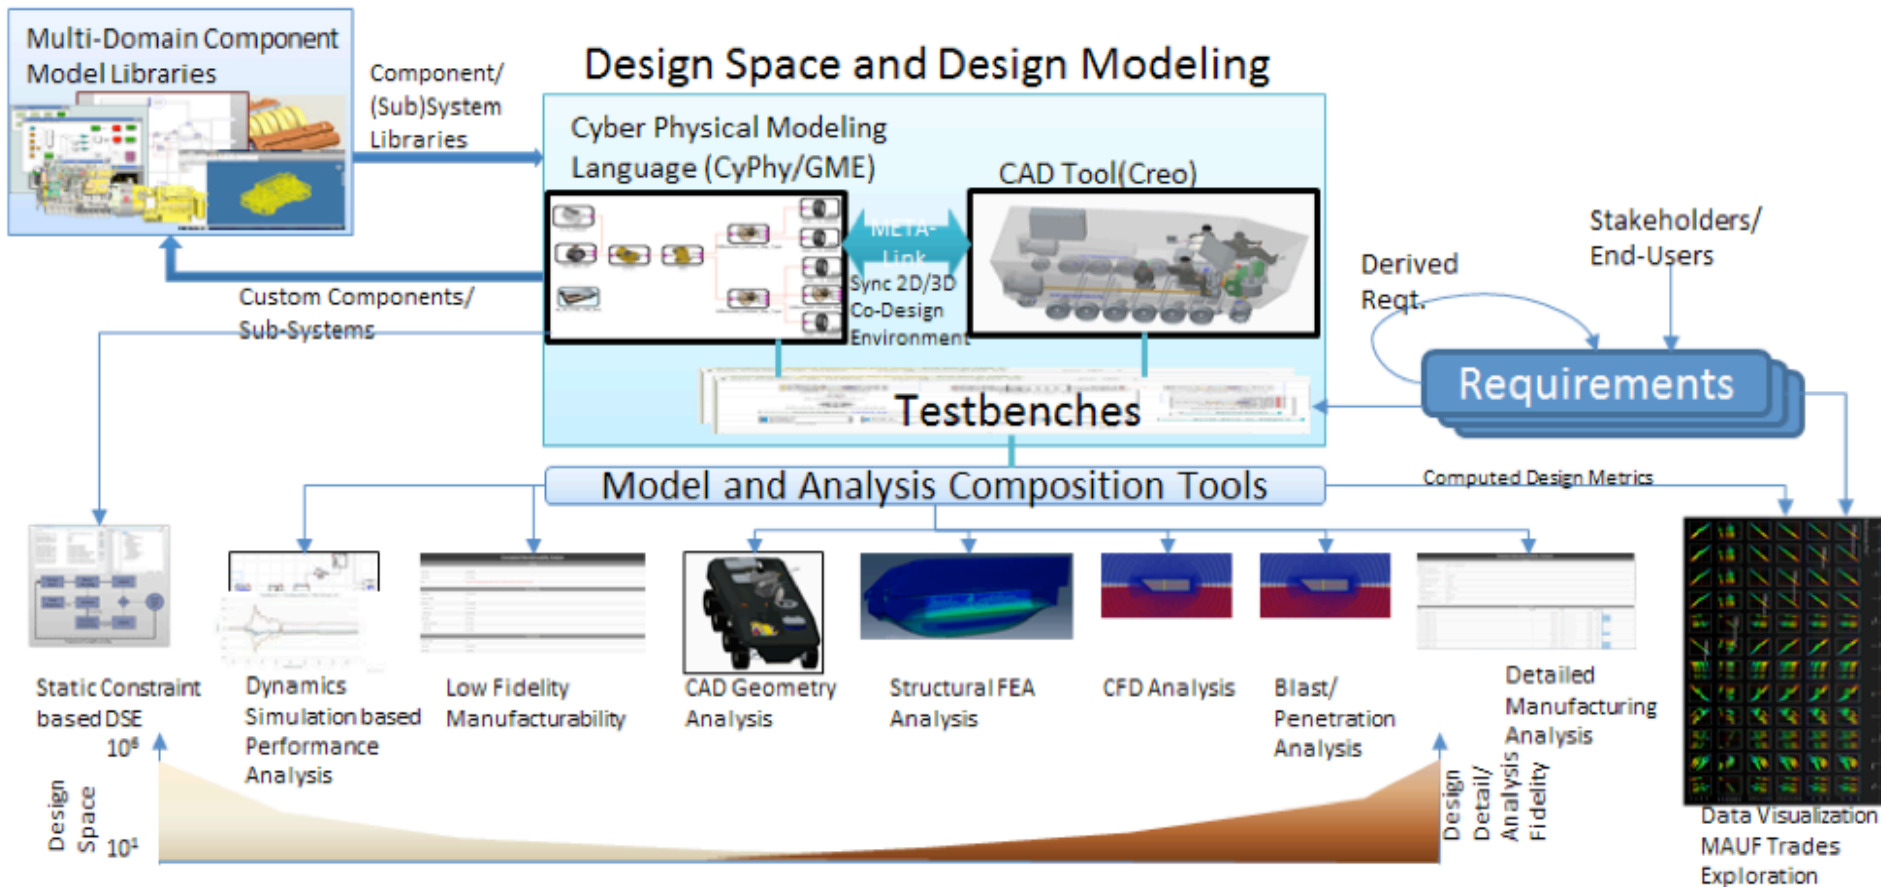 Multi-Domain Component
Model Libraries
Component/
(Sub)System
Libraries
Custom Components/
Sub-Systems
Design Space and Design Modeling
Cyber Physical Modeling
Language (CyPhy/GME)
CAD Tool(Creo)
META-
Link
Sync 2D/3D
Co-Design
Environment
Testbenches
Stakeholders/
End-Users
Derived
Reqt.
Requirements
Model and Analysis Composition Tools
Computed Design Metrics
Static Constraint
based DSE
Dynamics
Simulation based
Performance
Analysis
Low Fidelity
Manufacturability
CAD Geometry
Analysis
Structural FEA
Analysis
CFD Analysis
Blast/
Penetration
Analysis
Detailed
Manufacturing
Analysis
Data Visualization
MAUF Trades
Exploration
Design
Space
10⁶
10¹
Design
Detail/
Analysis
Fidelity